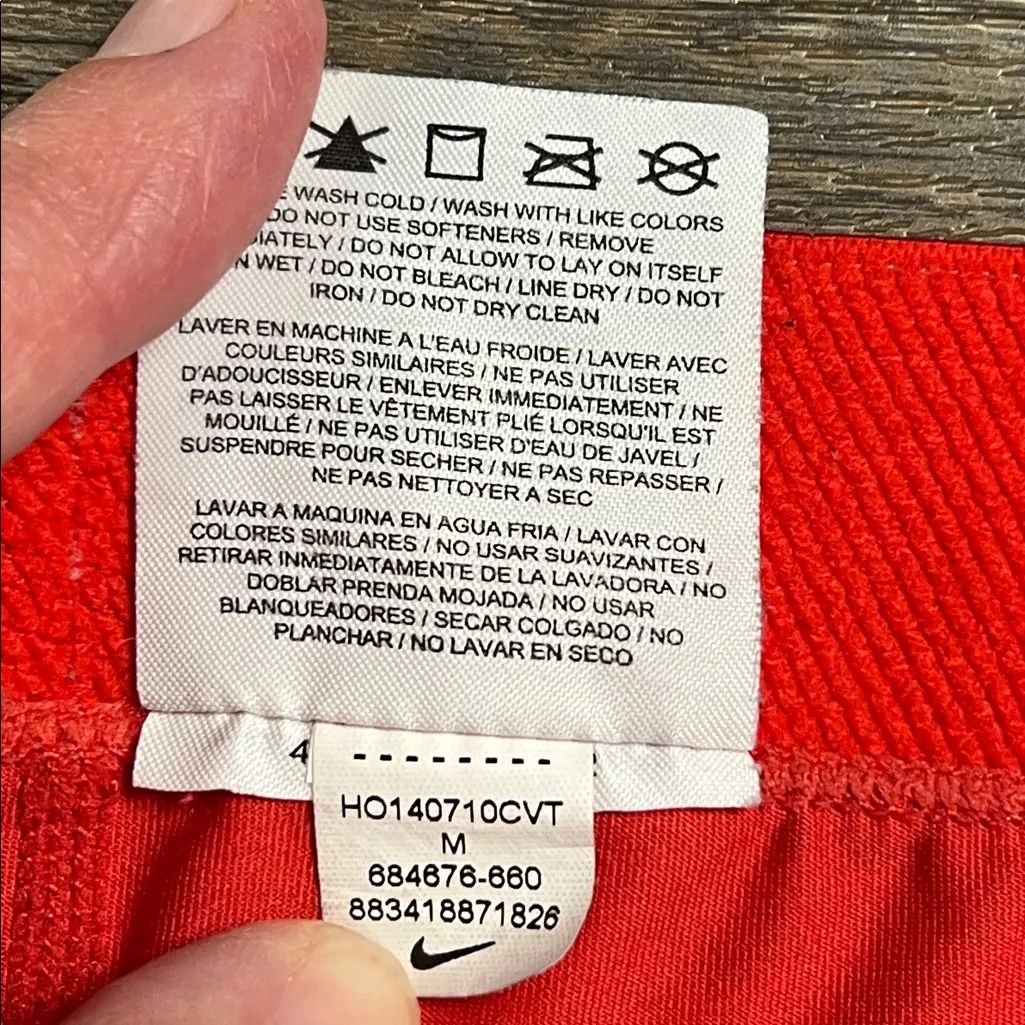 WASH COLD / WASH WITH LIKE COLORS
DO NOT USE SOFTENERS / REMOVE
/ DO NOT ALLOW TO LAY ON ITSELF
WET / DO NOT BLEACH / LINE DRY / DO NOT
IRON / DO NOT DRY CLEAN
LAVER EN MACHINE A L'EAU FROIDE / LAVER AVEC
COULEURS SIMILAIRES / NE PAS UTILISER
D'ADOUCISSEUR / ENLEVER IMMEDIATEMENT / NE
PAS LAISSER LE VÊTEMENT PLIÉ LORSQU'IL EST
MOUILLÉ / NE PAS UTILISER D'EAU DE JAVEL /
SUSPENDRE POUR SECHER / NE PAS REPASSER /
NE PAS NETTOYER A SEC
LAVAR A MAQUINA EN AGUA FRIA / LAVAR CON
COLORES SIMILARES / NO USAR SUAVIZANTES /
RETIRAR INMEDIATAMENTE DE LA LAVADORA / NO
DOBLAR PRENDA MOJADA / NO USAR
BLANQUEADORES / SECAR COLGADO / NO
PLANCHAR / NO LAVAR EN SECO
4
--------
HO140710CVT
M
684676-660
883418871826